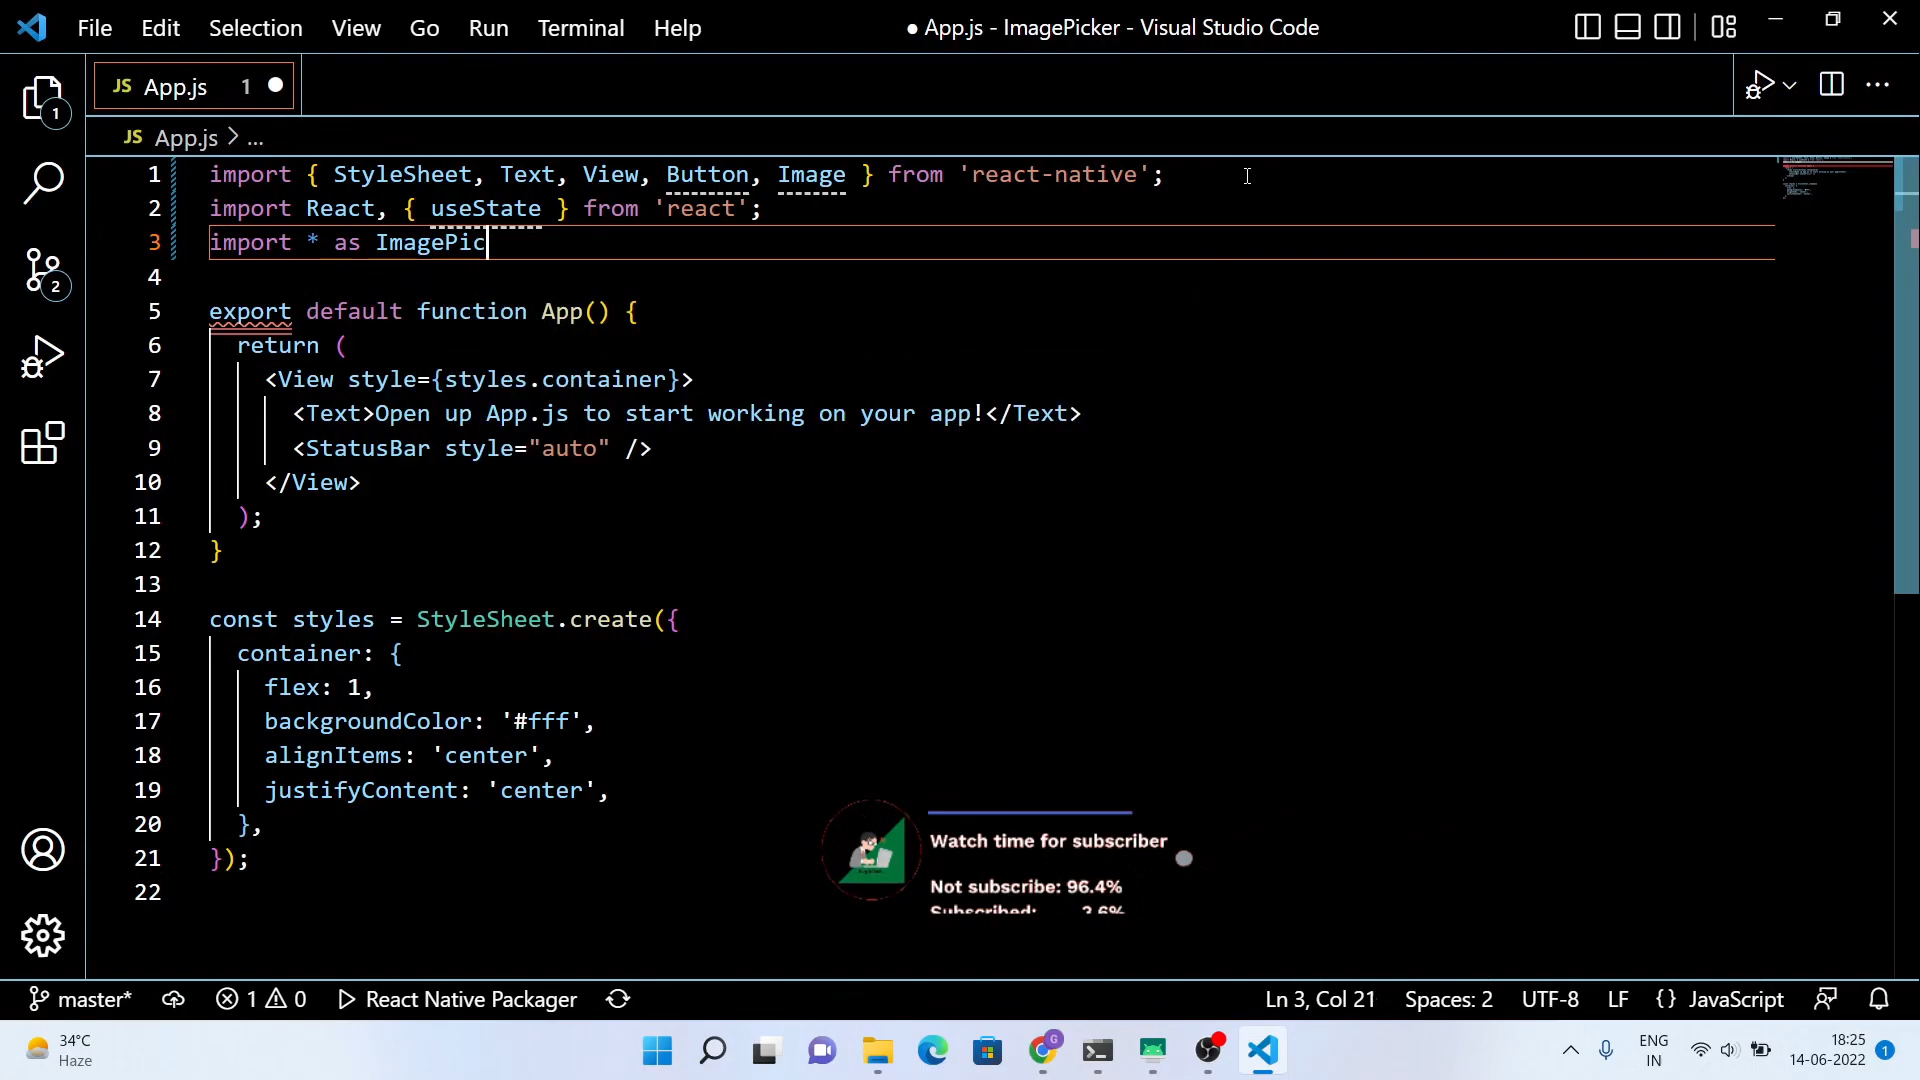 File Edit Selection View Go Run Terminal Help
● App.js - ImagePicker - Visual Studio Code
JS App.js 1
JS App.js > ...
1
2
1 import { StyleSheet, Text, View, Button, Image } from 'react-native';
2 import React, { useState } from 'react';
3 import * as ImagePic
4
5 export default function App() {
6 return (
7 <View style={styles.container}>
8 <Text>Open up App.js to start working on your app!</Text>
9 <StatusBar style="auto" />
10 </View>
11 );
12 }
13
14 const styles = StyleSheet.create({
15 container: {
16 flex: 1,
17 backgroundColor: '#fff',
18 alignItems: 'center',
19 justifyContent: 'center',
20 },
21 });
22
Watch time for subscriber
Not subscribe: 96.4%
Subscribed: 3.6%
master* 1 0 React Native Packager
Ln 3, Col 21 Spaces: 2 UTF-8 LF {} JavaScript
34°C
Haze
G
ENG
IN
18:25
14-06-2022
1